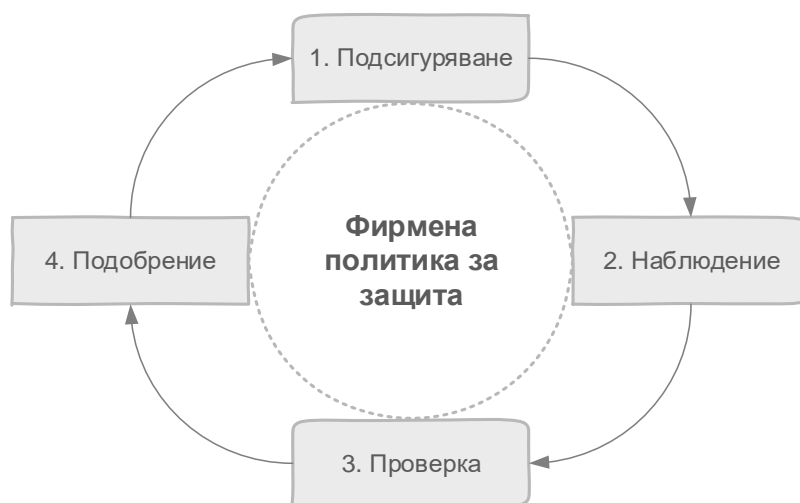 1. Подсигуряване
4. Подобрение
Фирмена
политика за
защита
2. Наблюдение
3. Проверка